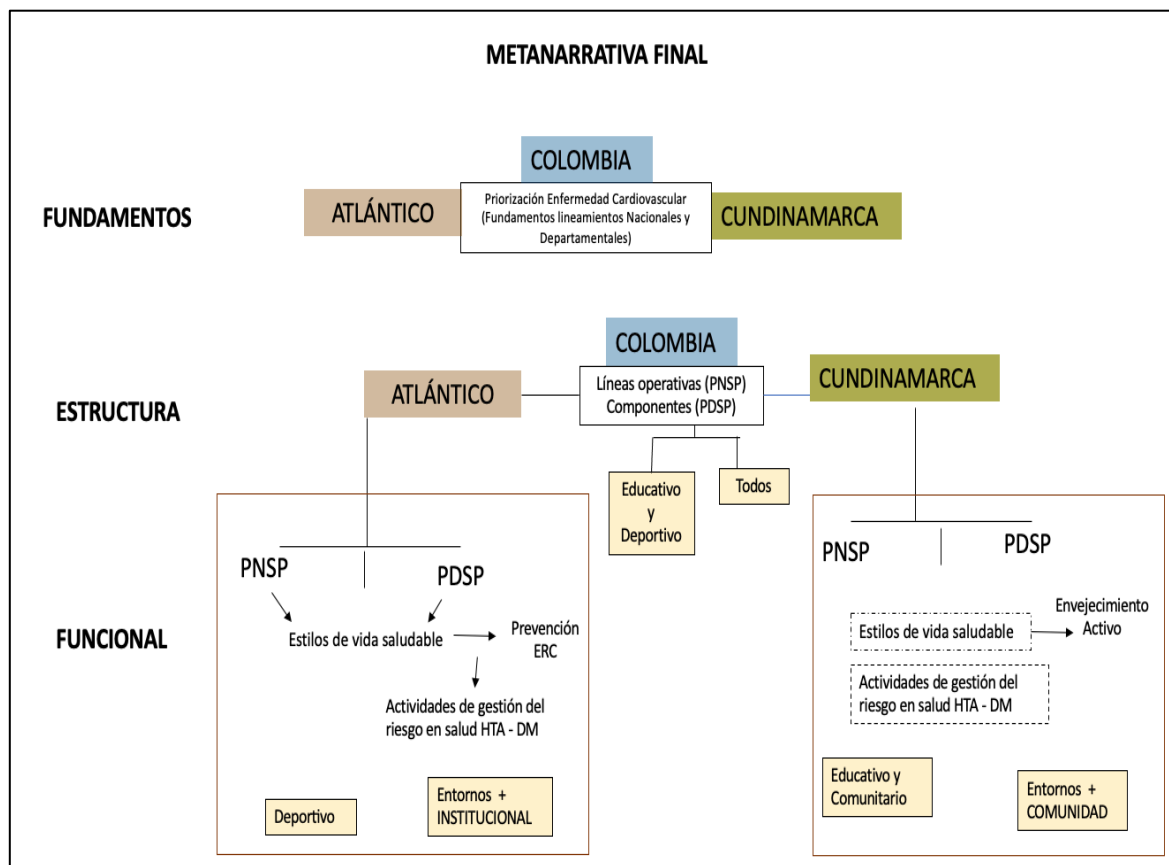 METANARRATIVA FINAL
FUNDAMENTOS
COLOMBIA
ATLÁNTICO
Priorización Enfermedad Cardiovascular
(Fundamentos lineamientos Nacionales y
Departamentales)
CUNDINAMARCA
ESTRUCTURA
COLOMBIA
ATLÁNTICO
Líneas operativas (PNSP)
Componentes (PDSP)
CUNDINAMARCA
Educativo
y
Deportivo
Todos
FUNCIONAL
PNSP
PDSP
Estilos de vida saludable
Prevención
ERC
Actividades de gestión del
riesgo en salud HTA - DM
Deportivo
Entornos +
INSTITUCIONAL
PNSP
PDSP
Estilos de vida saludable
Envejecimiento
Activo
Actividades de gestión del
riesgo en salud HTA - DM
Educativo y
Comunitario
Entornos +
COMUNIDAD